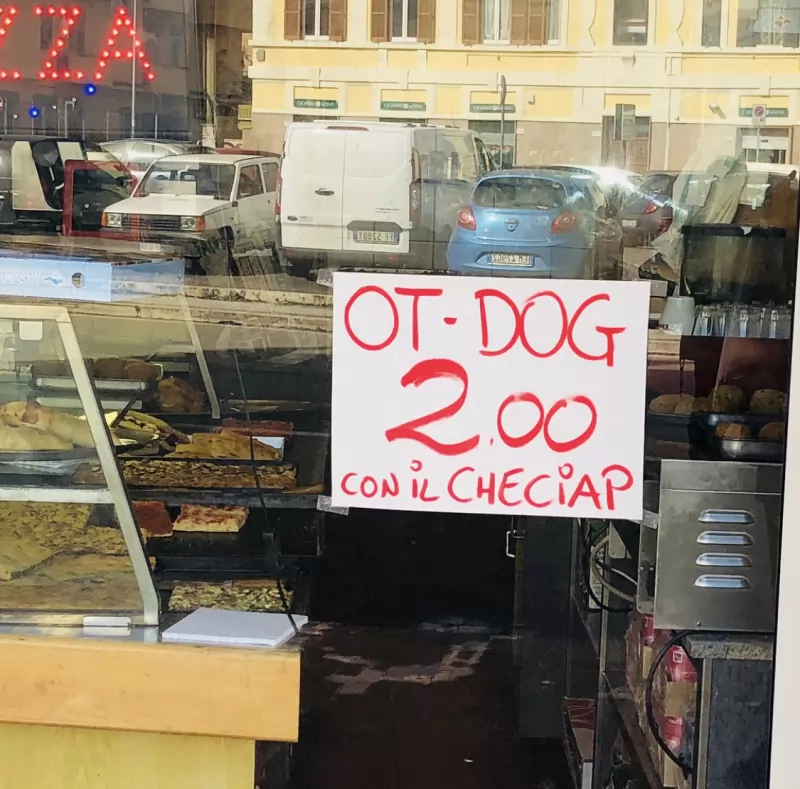 ZZA
OT-DOG
2.00
CON iL CHECiAP